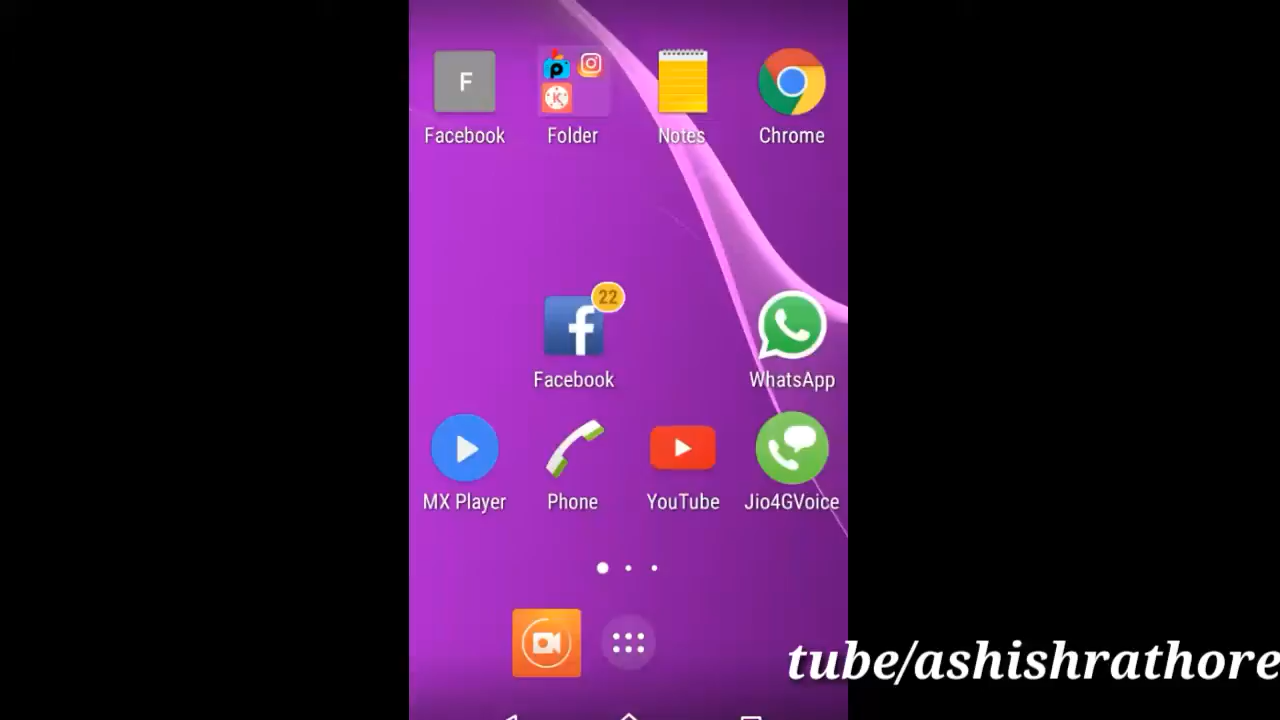 F
Facebook
Folder
Notes
Chrome
22
Facebook
WhatsApp
MX Player
Phone
YouTube
Jio4GVoice
tube/ashishrathore